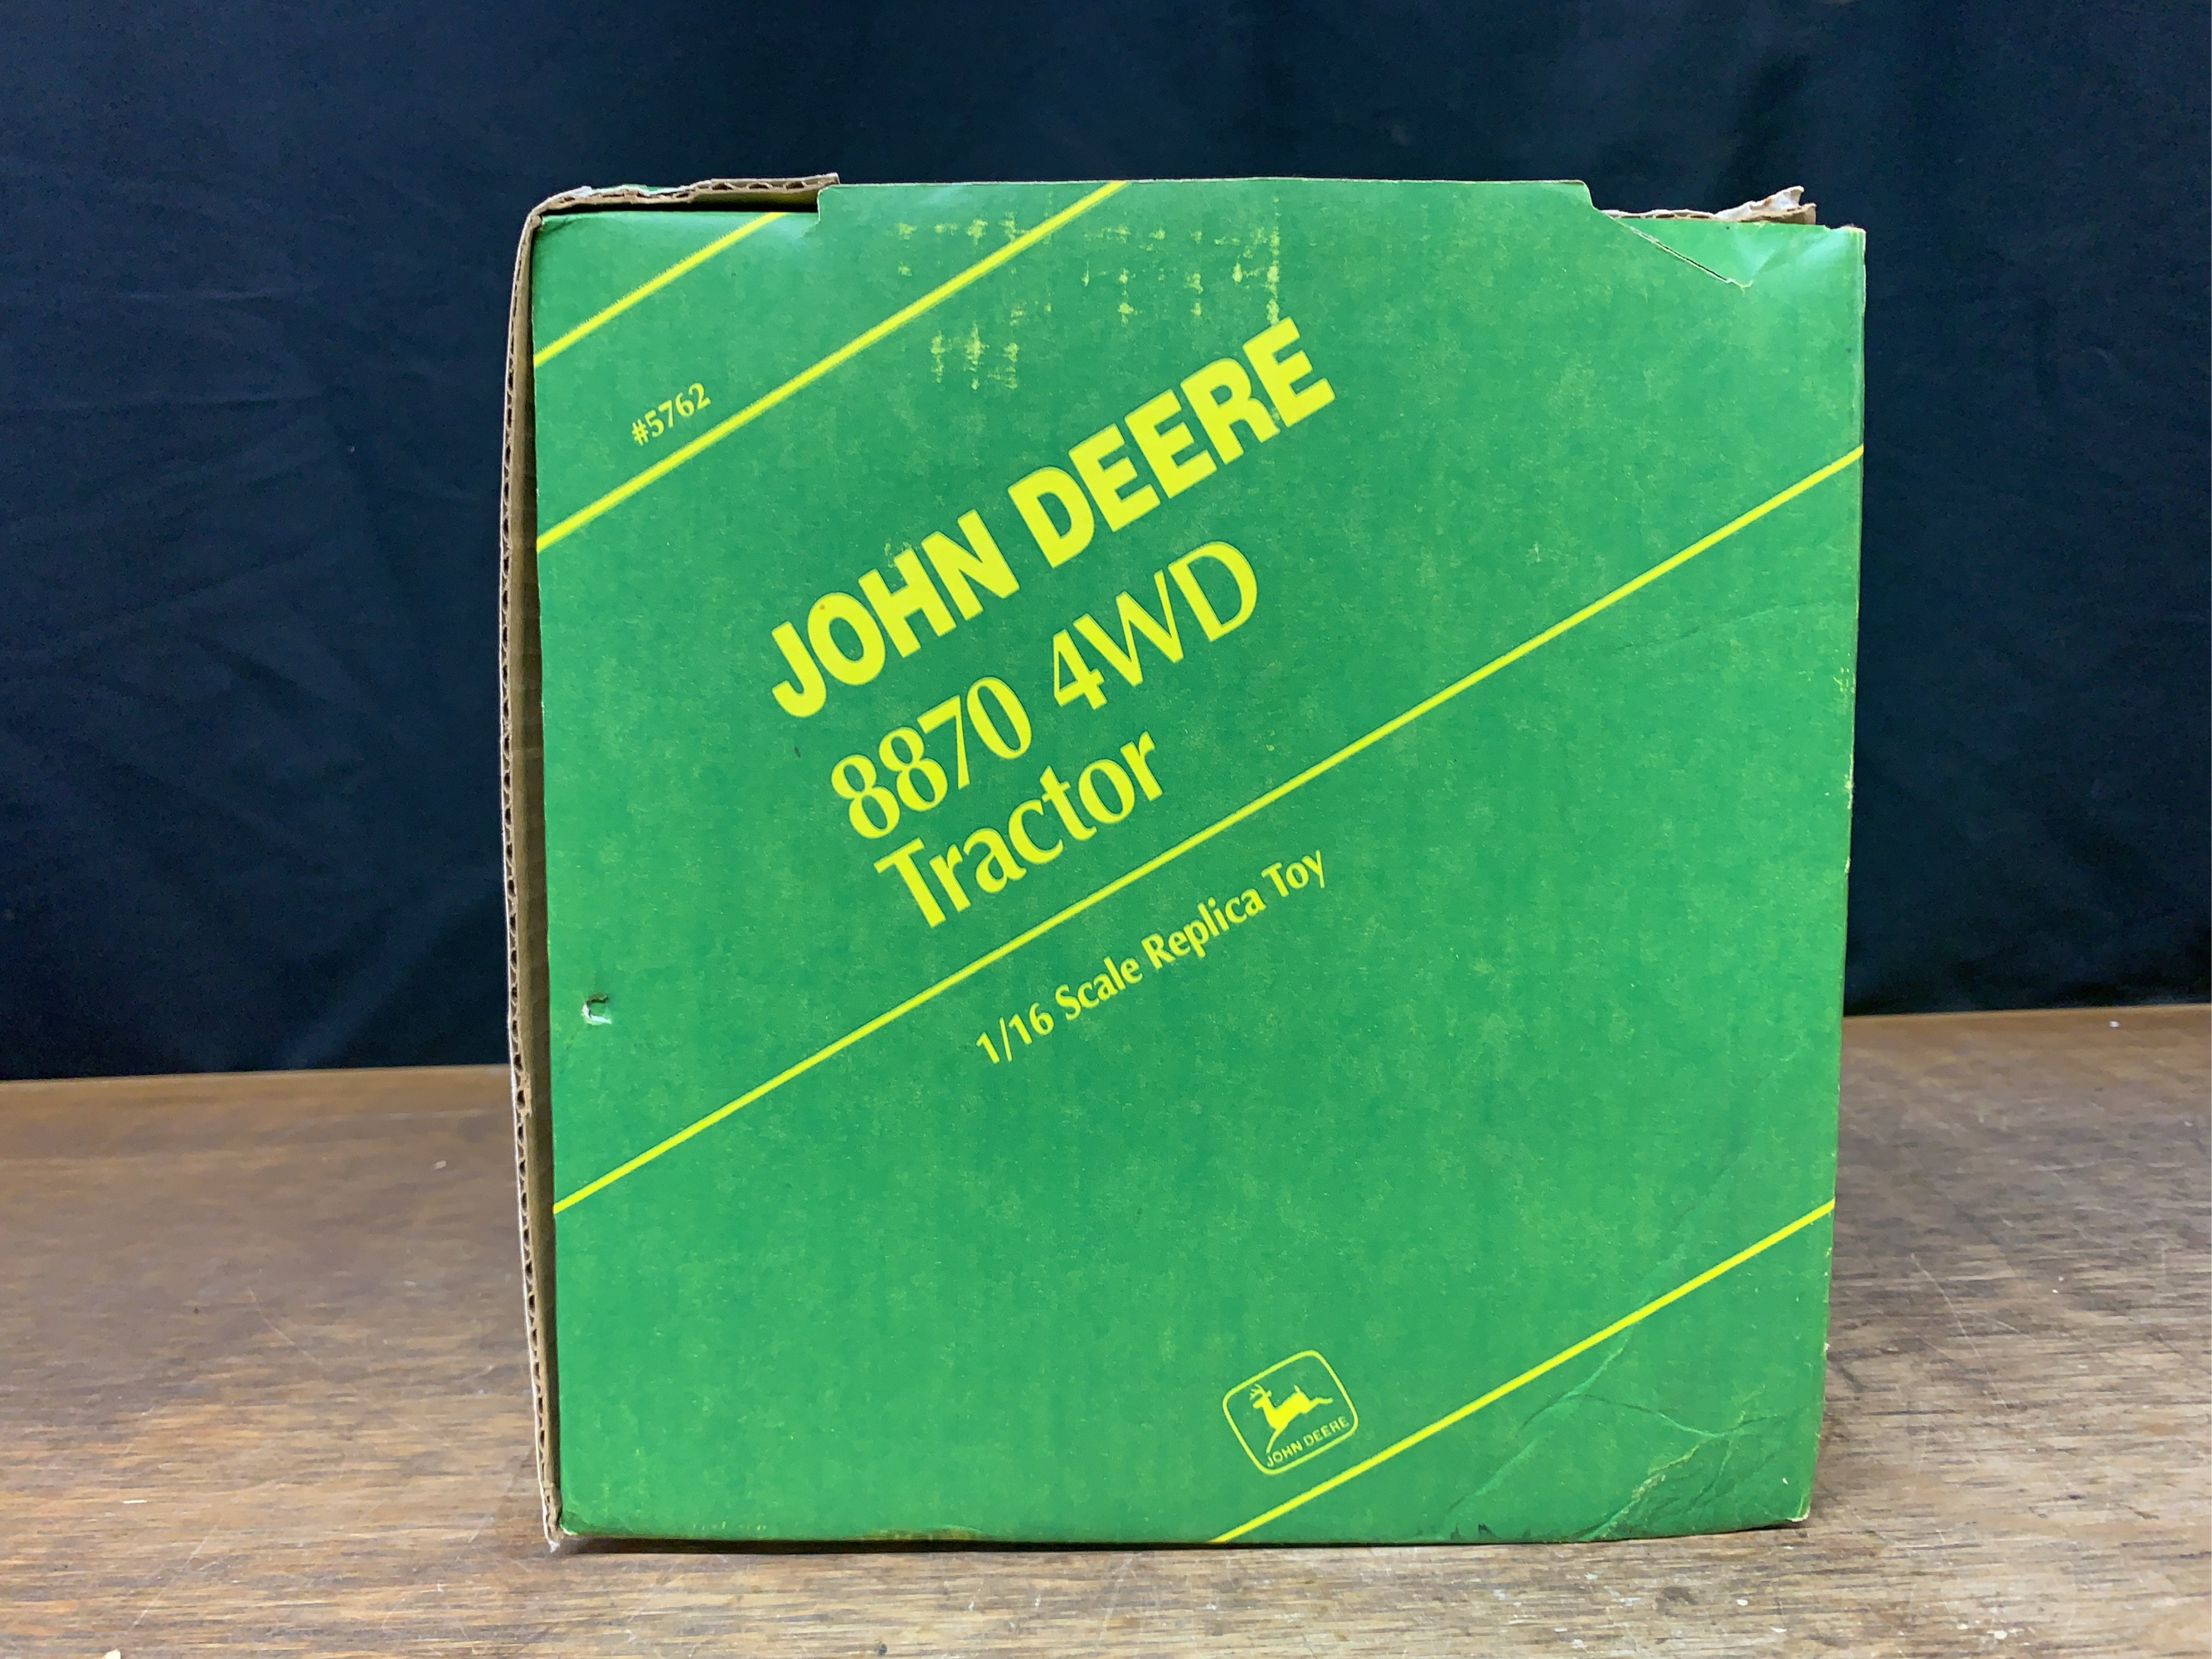 #5762
JOHN DEERE
8870 4WD
Tractor
1/16 Scale Replica Toy
JOHN DEERE